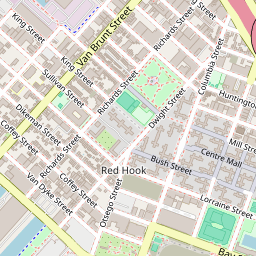 King Street
Van Brunt Street
Richards Street
King Street
Columbia Street
Sullivan Street
Huntington
Richards Street
Dikeman Street
Dwight Street
Coffey Street
Mill Street
Richards Street
Centre Mall
Bush Street
Red Hook
Coffey Street
Van Dyke Street
Otsego Street
Lorraine Street
Bay